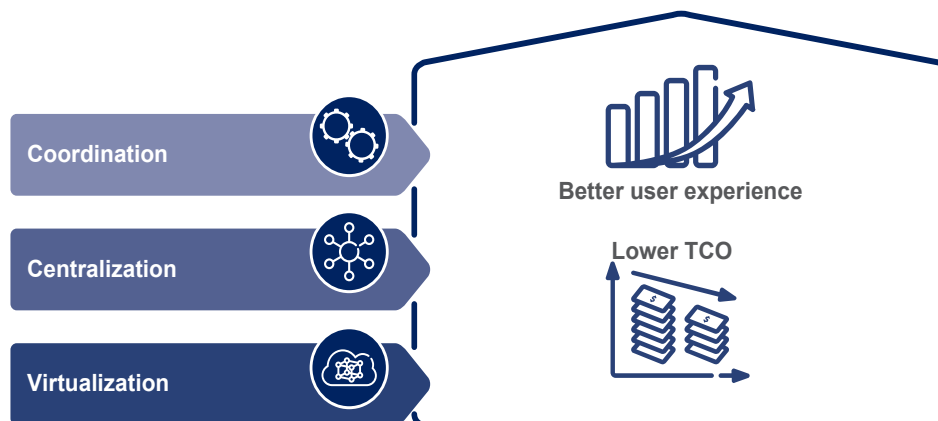 Coordination
Better user experience
Centralization
Lower TCO
$
$
Virtualization